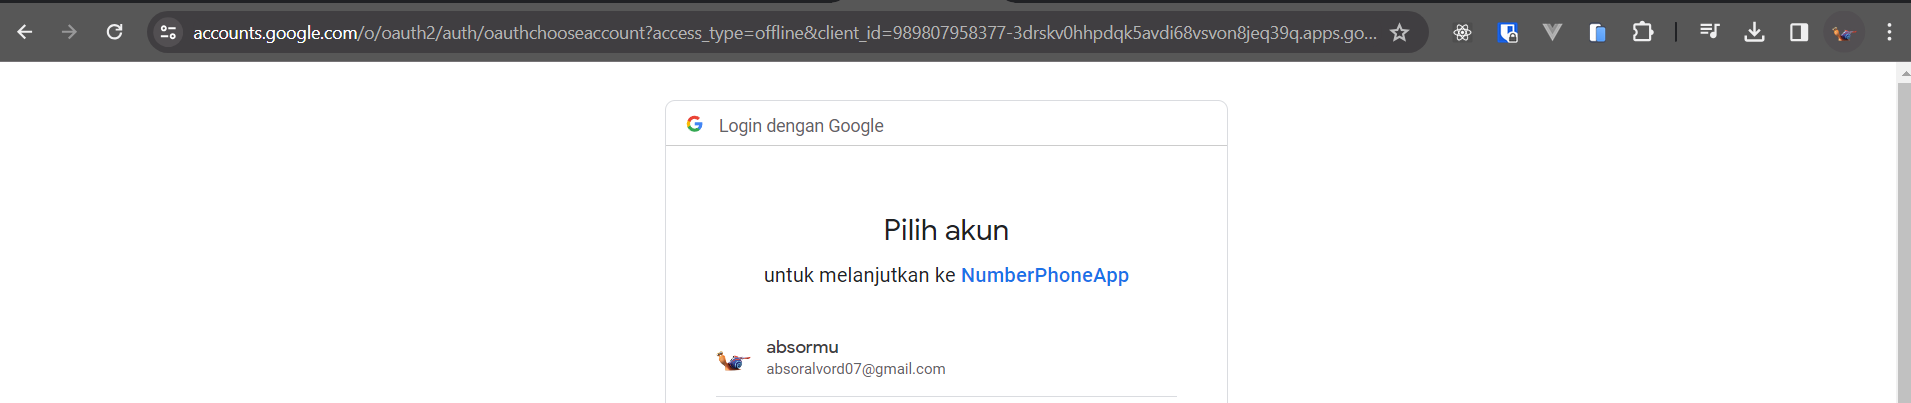 accounts.google.com/o/oauth2/auth/oauthchooseaccount?access_type=offline&client_id=989807958377-3drskv0hhpdqk5avdi68vsvon8jeq39q.apps.go...
Login dengan Google
Pilih akun
untuk melanjutkan ke NumberPhoneApp
absormu
absoralvord07@gmail.com